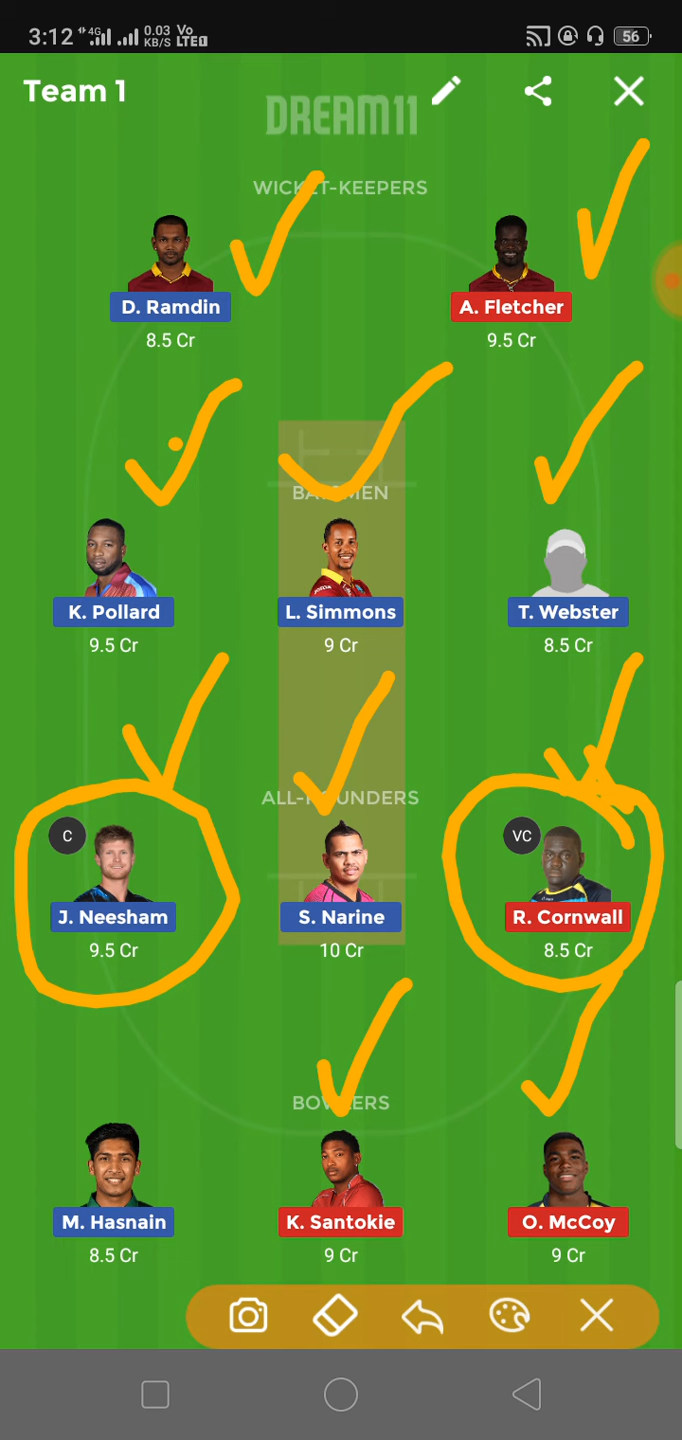 3:12 4G 0.03 KB/S Vo LTE 56
Team 1
DREAM11
WICKET-KEEPERS
D. Ramdin A. Fletcher
8.5 Cr 9.5 Cr
BATSMEN
K. Pollard L. Simmons T. Webster
9.5 Cr 9 Cr 8.5 Cr
ALL-ROUNDERS
C VC
J. Neesham S. Narine R. Cornwall
9.5 Cr 10 Cr 8.5 Cr
BOWLERS
M. Hasnain K. Santokie O. McCoy
8.5 Cr 9 Cr 9 Cr